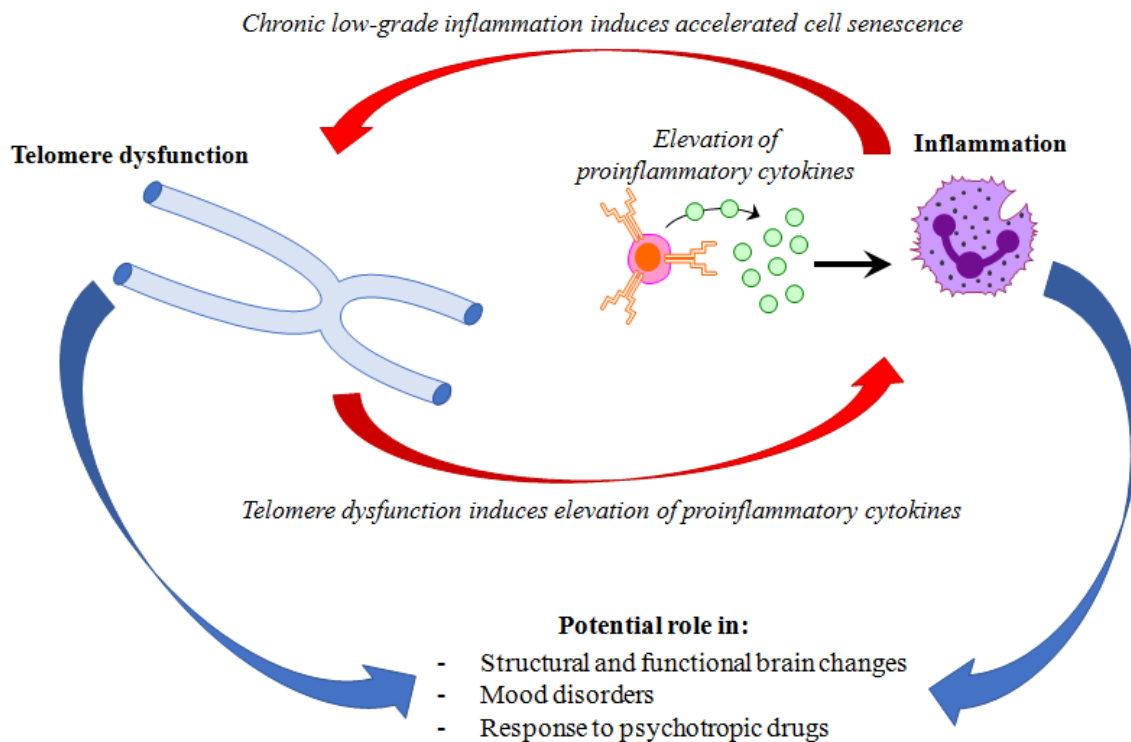 Chronic low-grade inflammation induces accelerated cell senescence
Telomere dysfunction
Elevation of
proinflammatory cytokines
Inflammation
Telomere dysfunction induces elevation of proinflammatory cytokines
Potential role in:
- Structural and functional brain changes
- Mood disorders
- Response to psychotropic drugs